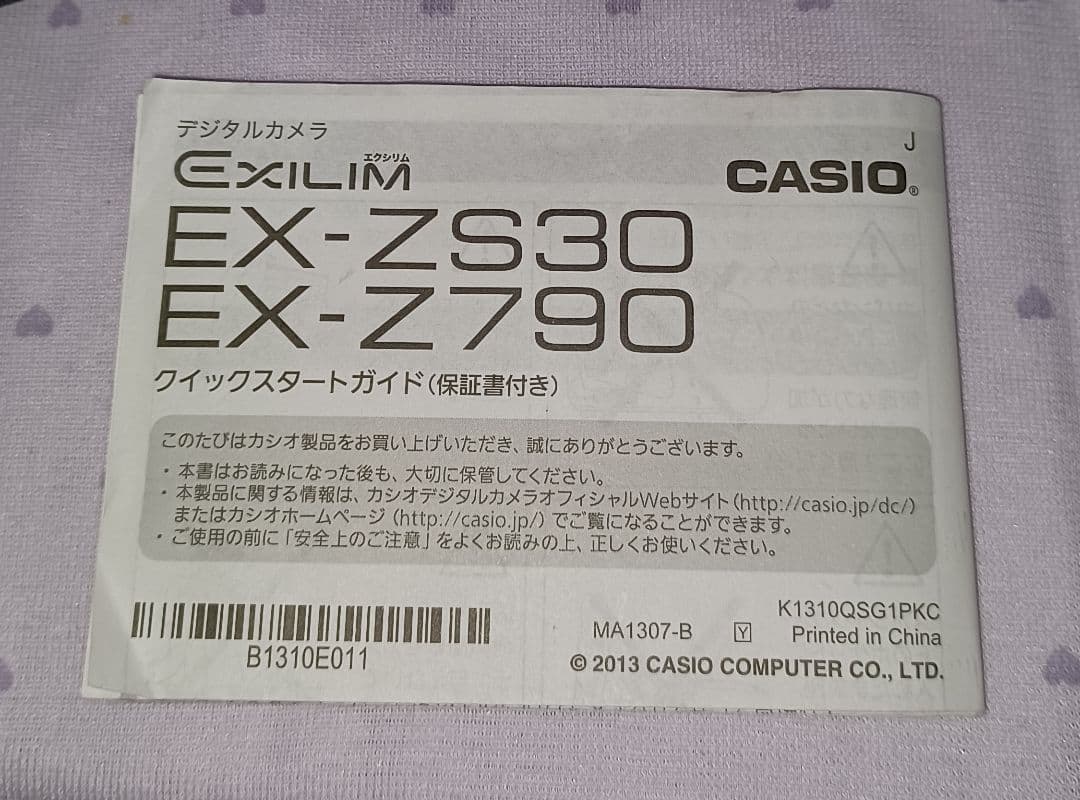 デジタルカメラ
J
エクシリム
EXILIM
CASIO®
EX-ZS30
EX-Z790
クイックスタートガイド（保証書付き）
このたびはカシオ製品をお買い上げいただき、誠にありがとうございます。
・本書はお読みになった後も、大切に保管してください。
・本製品に関する情報は、カシオデジタルカメラオフィシャルWebサイト（http://casio.jp/dc/）
またはカシオホームページ（http://casio.jp/）でご覧になることができます。
・ご使用の前に「安全上のご注意」をよくお読みの上、正しくお使いください。
B1310E011
K1310QSG1PKC
MA1307-B Y Printed in China
© 2013 CASIO COMPUTER CO., LTD.